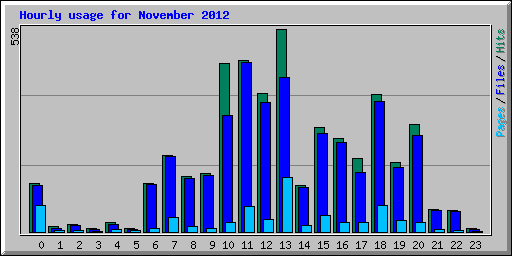 Hourly usage for November 2012
538
Pages / Files / Hits
0 1 2 3 4 5 6 7 8 9 10 11 12 13 14 15 16 17 18 19 20 21 22 23